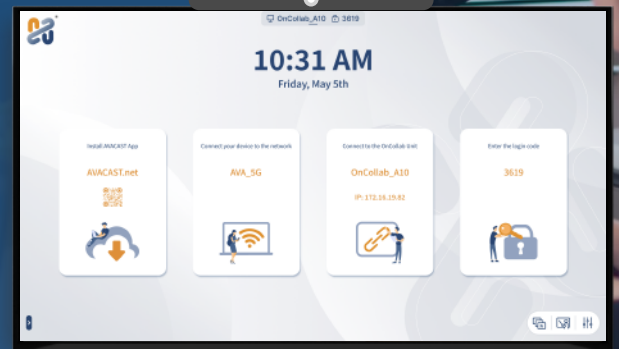 OnCollab_A10 3619
10:31 AM
Friday, May 5th
Install AVACAST App
AVACAST.net
Connect your device to the network
AVA_5G
Connect to the OnCollab Unit
OnCollab_A10
IP: 172.16.15.92
Enter the login code
3619